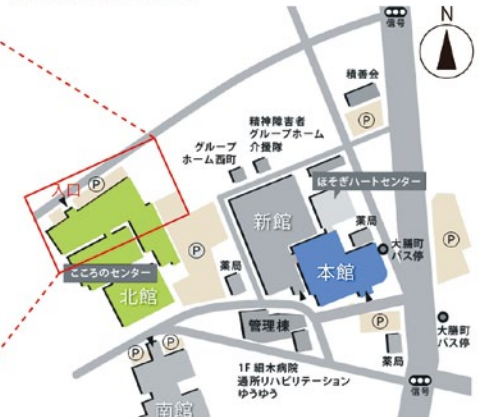 N
信号
積善会
P
精神障害者
グループホーム
介援隊
グループ
ホーム西町
ほそぎハートセンター
入口
P
新館
薬局
大膳町
バス停
P
P
こころのセンター
北館
薬局
本館
管理棟
P
大膳町
バス停
薬局
P
P
1F 細木病院
通所リハビリテーション
ゆうゆう
信号
南館